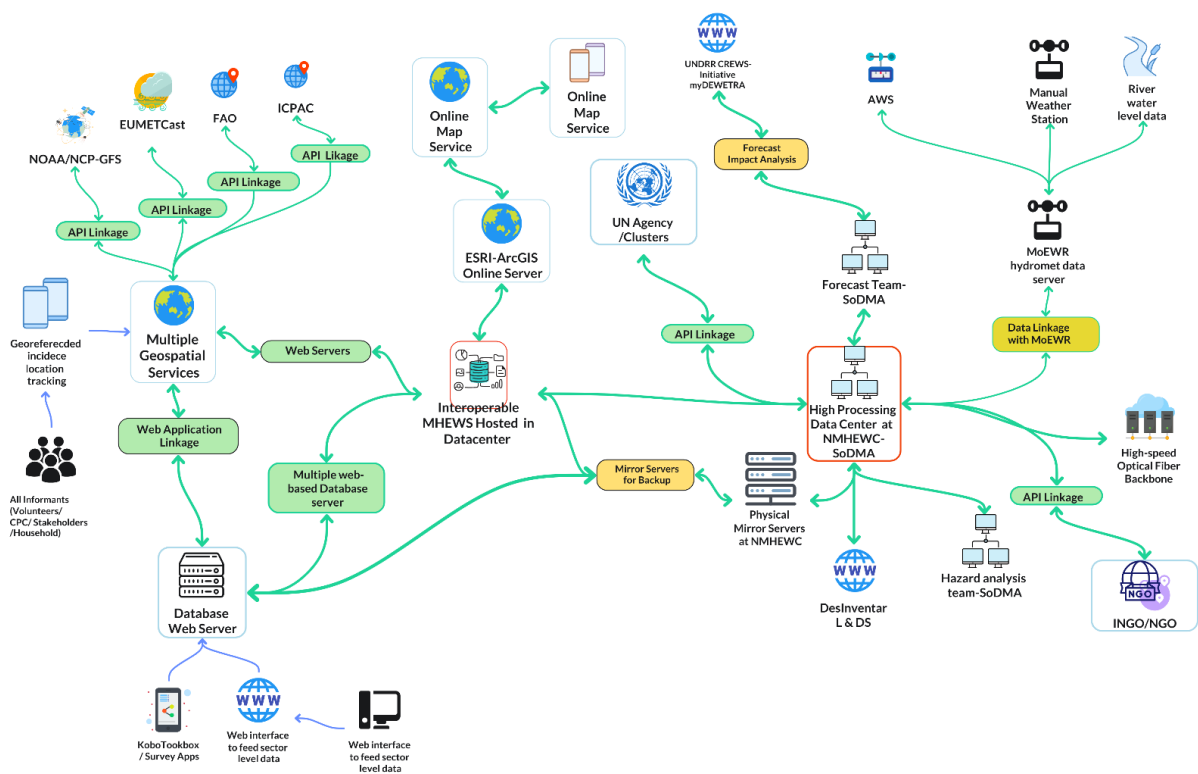 NOAA/NCP-GFS
EUMETCast
FAO
ICPAC
API Linkage
API Linkage
API Linkage
API Likage
Online
Map
Service
Online
Map
Service
WWW
UNDRR CREWS-
Initiative
myDEWETRA
AWS
Manual
Weather
Station
River
water
level data
Forecast
Impact Analysis
UN Agency
/Clusters
ESRI-ArcGIS
Online Server
Forecast Team-
SoDMA
MoEWR
hydromet data
server
Georeferecded
incidece
location
tracking
Multiple
Geospatial
Services
Web Servers
API Linkage
Data Linkage
with MoEWR
Interoperable
MHEWS Hosted in
Datacenter
High Processing
Data Center at
NMHEWC-
SoDMA
Web Application
Linkage
High-speed
Optical Fiber
Backbone
All Informants
(Volunteers/
CPC/ Stakeholders
/Household)
Multiple web-
based Database
server
Mirror Servers
for Backup
Physical
Mirror Servers
at NMHEWC
API Linkage
WWW
DesInventar
L & DS
Hazard analysis
team-SoDMA
NGO
INGO/NGO
Database
Web Server
KoboTookbox
/ Survey Apps
WWW
Web interface
to feed sector
level data
Web interface
to feed sector
level data